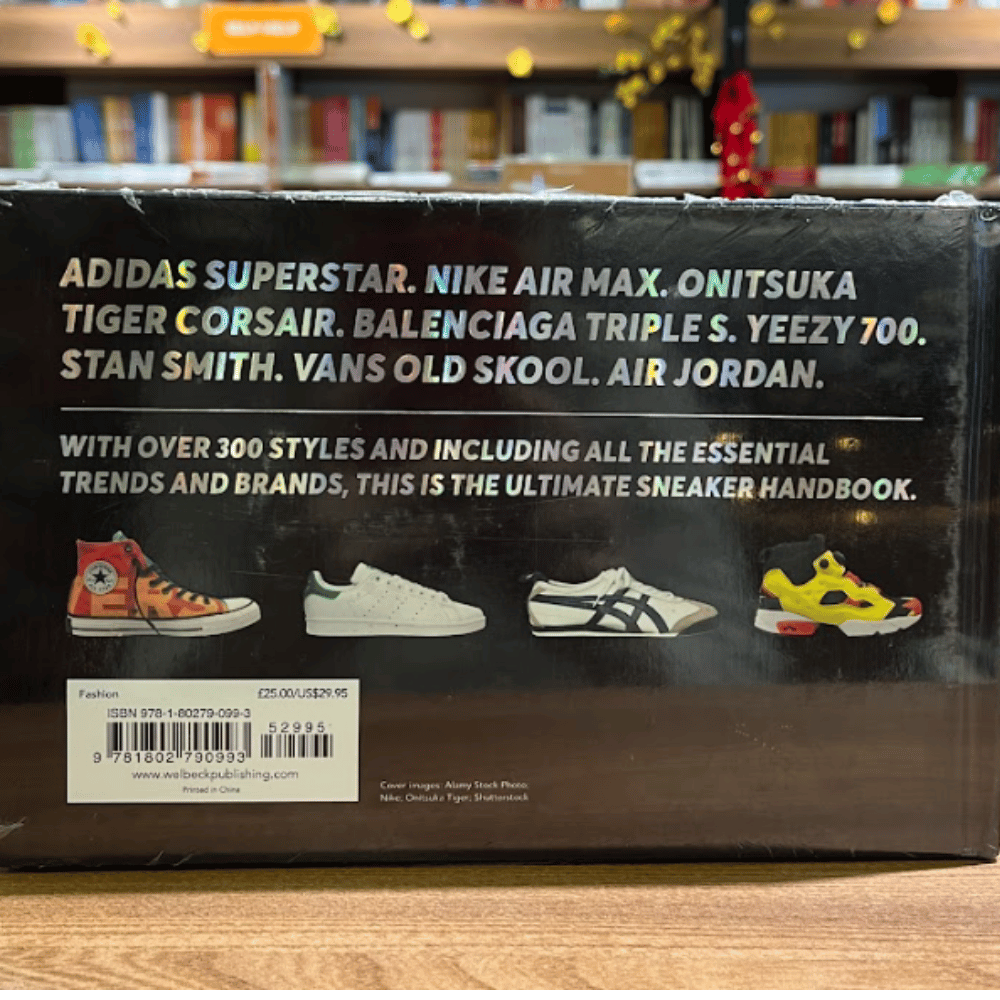 ADIDAS SUPERSTAR. NIKE AIR MAX. ONITSUKA
TIGER CORSAIR. BALENCIAGA TRIPLE S. YEEZY 700.
STAN SMITH. VANS OLD SKOOL. AIR JORDAN.
WITH OVER 300 STYLES AND INCLUDING ALL THE ESSENTIAL
TRENDS AND BRANDS, THIS IS THE ULTIMATE SNEAKER HANDBOOK.
Fashion £25.00/US$29.95
ISBN 978-1-80279-099-3
52995
9 781802 790993
www.welbeckpublishing.com
Printed in China
Cover images: Alamy Stock Photo;
Nike; Onitsuka Tiger; Shutterstock